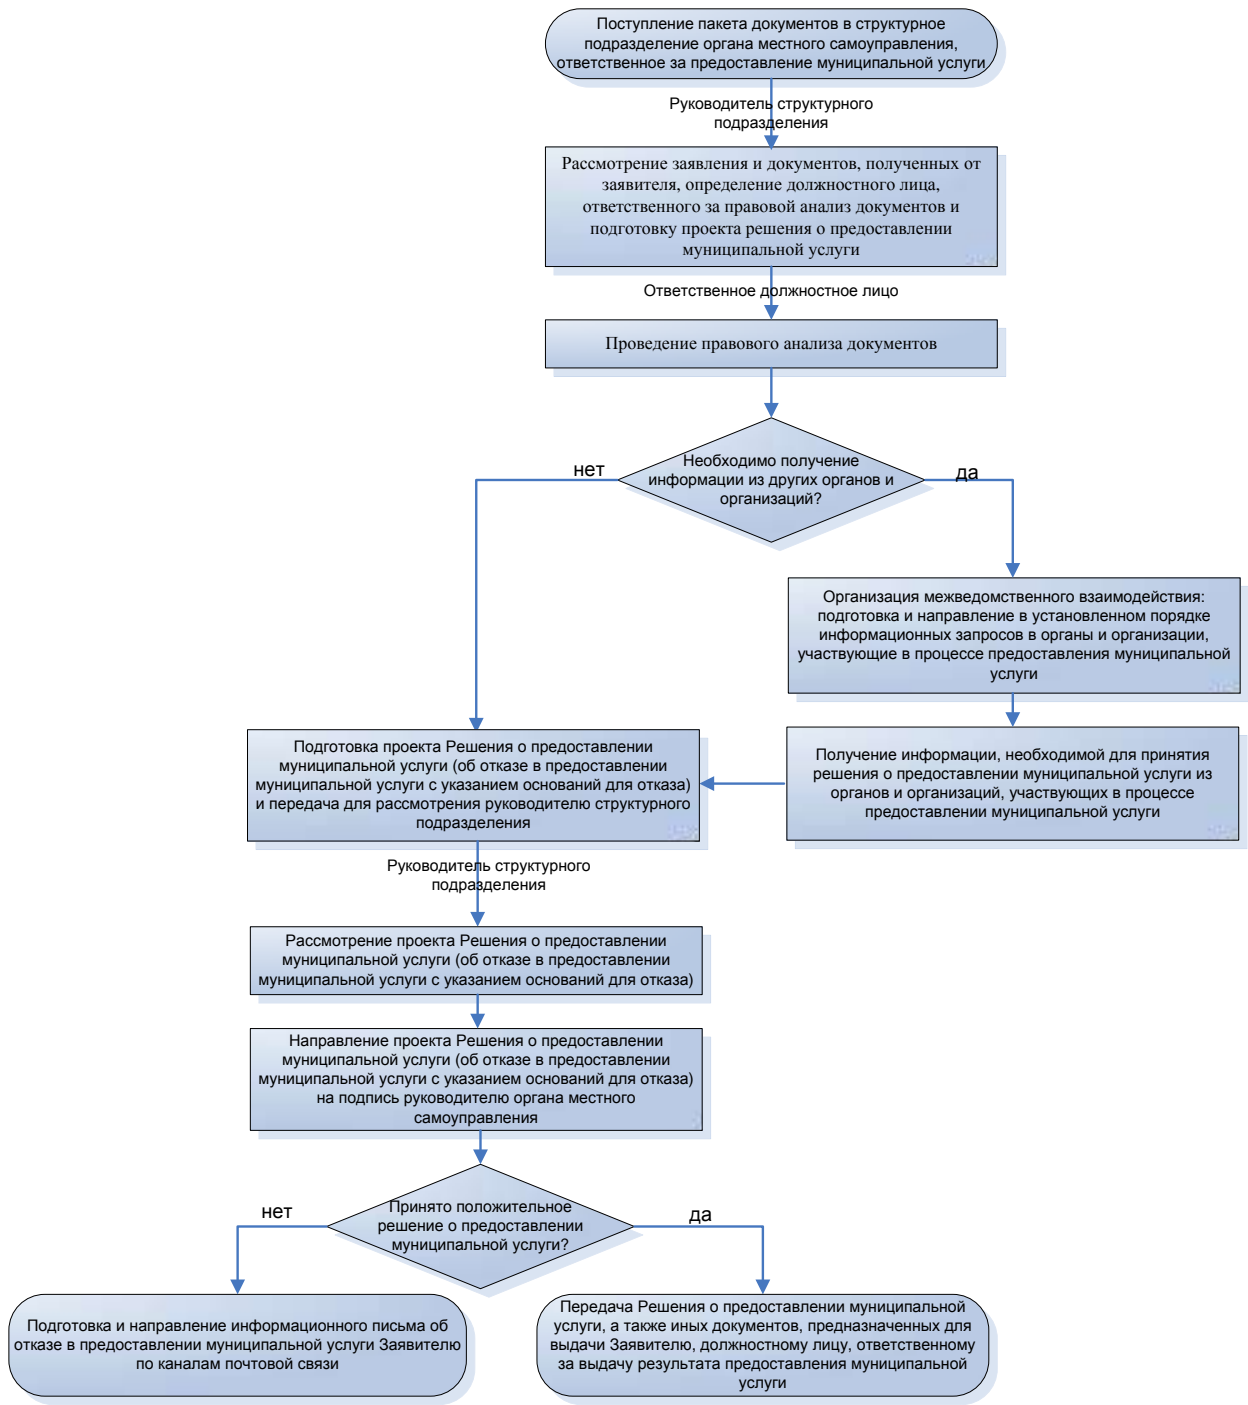 Поступление пакета документов в структурное
подразделение органа местного самоуправления,
ответственное за предоставление муниципальной услуги
Руководитель структурного
подразделения
Рассмотрение заявления и документов, полученных от
заявителя, определение должностного лица,
ответственного за правовой анализ документов и
подготовку проекта решения о предоставлении
муниципальной услуги
Ответственное должностное лицо
Проведение правового анализа документов
Необходимо получение
информации из других органов и
организаций?
нет
да
Организация межведомственного взаимодействия:
подготовка и направление в установленном порядке
информационных запросов в органы и организации,
участвующие в процессе предоставления муниципальной
услуги
Получение информации, необходимой для принятия
решения о предоставлении муниципальной услуги из
органов и организаций, участвующих в процессе
предоставлении муниципальной услуги
Подготовка проекта Решения о предоставлении
муниципальной услуги (об отказе в предоставлении
муниципальной услуги с указанием оснований для отказа)
и передача для рассмотрения руководителю структурного
подразделения
Руководитель структурного
подразделения
Рассмотрение проекта Решения о предоставлении
муниципальной услуги (об отказе в предоставлении
муниципальной услуги с указанием оснований для отказа)
Направление проекта Решения о предоставлении
муниципальной услуги (об отказе в предоставлении
муниципальной услуги с указанием оснований для отказа)
на подпись руководителю органа местного
самоуправления
Принято положительное
решение о предоставлении
муниципальной услуги?
нет
да
Подготовка и направление информационного письма об
отказе в предоставлении муниципальной услуги Заявителю
по каналам почтовой связи
Передача Решения о предоставлении муниципальной
услуги, а также иных документов, предназначенных для
выдачи Заявителю, должностному лицу, ответственному
за выдачу результата предоставления муниципальной
услуги